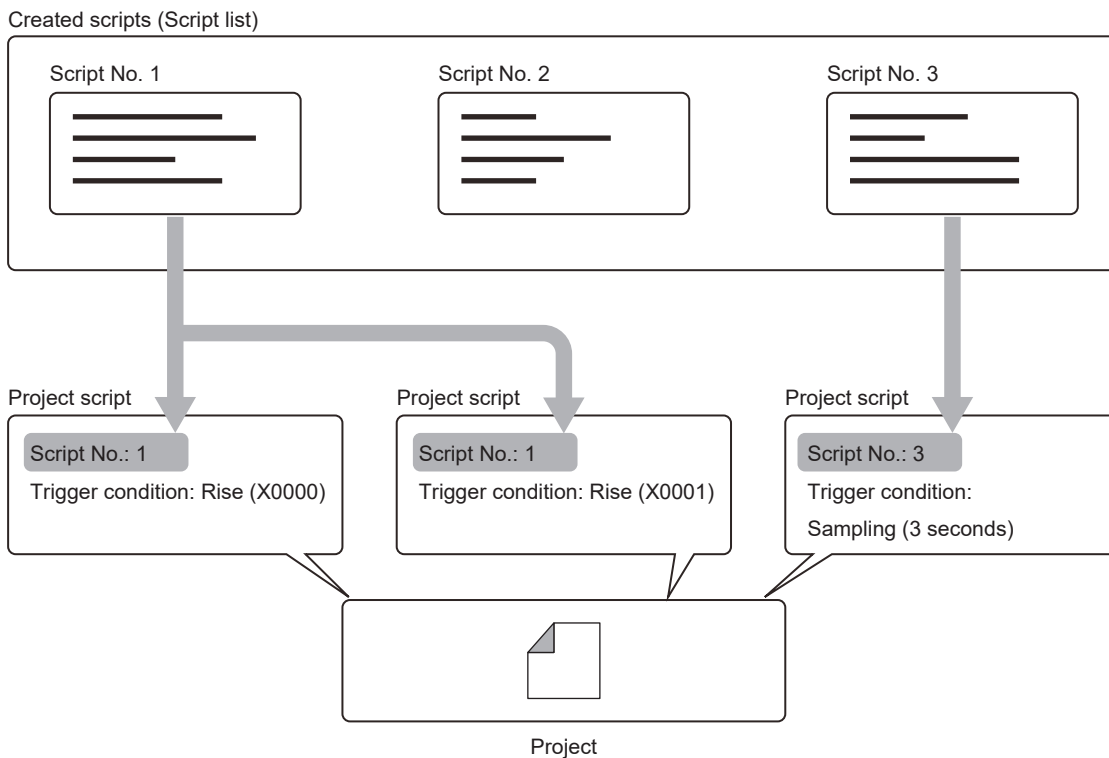 Created scripts (Script list)
Script No. 1
Script No. 2
Script No. 3
Project script
Script No.: 1
Trigger condition: Rise (X0000)
Project script
Script No.: 1
Trigger condition: Rise (X0001)
Project script
Script No.: 3
Trigger condition:
Sampling (3 seconds)
Project